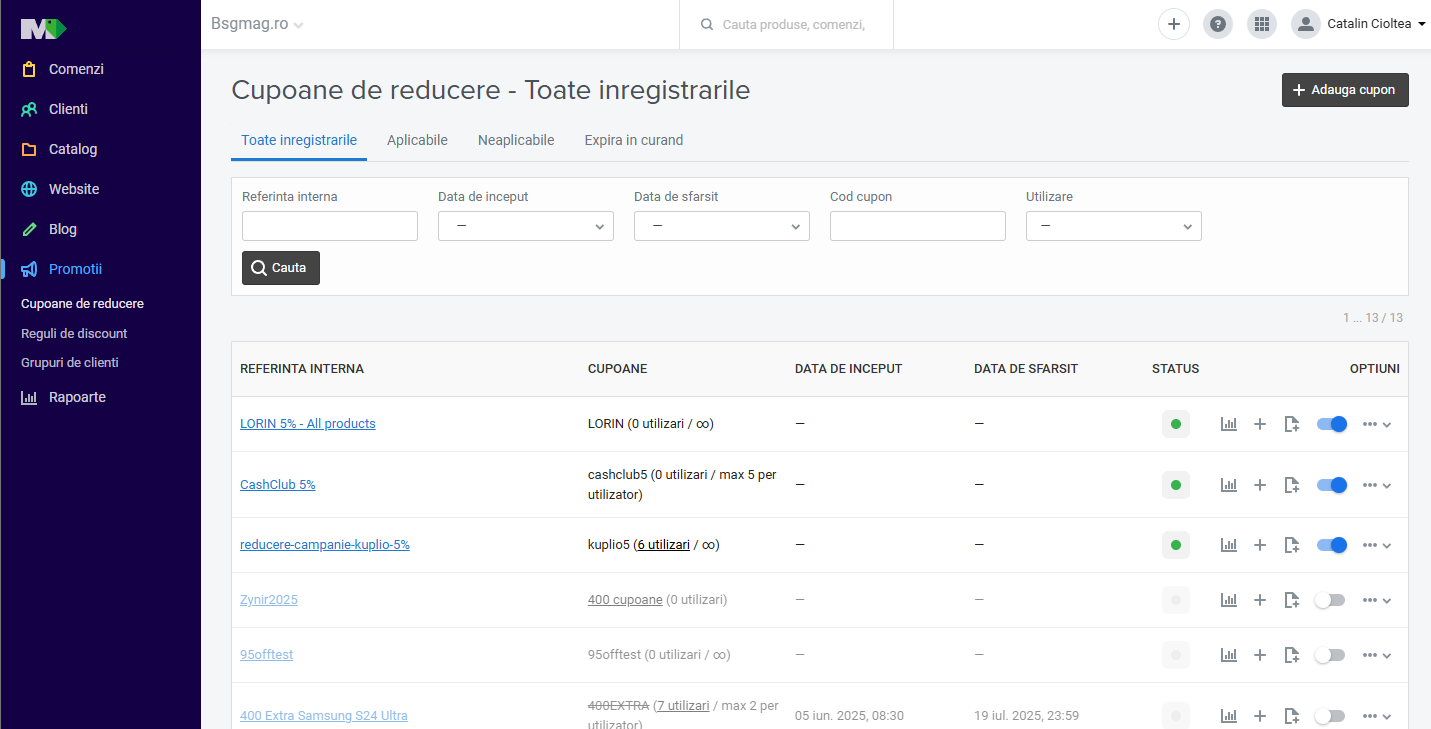 Bsgmag.ro
Cauta produse, comenzi,
Catalin Cioltea
Comenzi
Clienti
Catalog
Website
Blog
Promotii
Cupoane de reducere
Reguli de discount
Grupuri de clienti
Rapoarte
Cupoane de reducere - Toate inregistrarile
Adauga cupon
Toate inregistrarile Aplicabile Neaplicabile Expira in curand
Referinta interna Data de inceput Data de sfarsit Cod cupon Utilizare
— — —
Cauta
1 ... 13 / 13
REFERINTA INTERNA CUPOANE DATA DE INCEPUT DATA DE SFARSIT STATUS OPTIUNI
LORIN 5% - All products LORIN (0 utilizari / ∞) — —
CashClub 5% cashclub5 (0 utilizari / max 5 per utilizator) — —
reducere-campanie-kuplio-5% kuplio5 (6 utilizari / ∞) — —
Zynir2025 400 cupoane (0 utilizari) — —
95offtest 95offtest (0 utilizari / ∞) — —
400 Extra Samsung S24 Ultra 400EXTRA (7 utilizari / max 2 per utilizator) 05 iun. 2025, 08:30 19 iul. 2025, 23:59